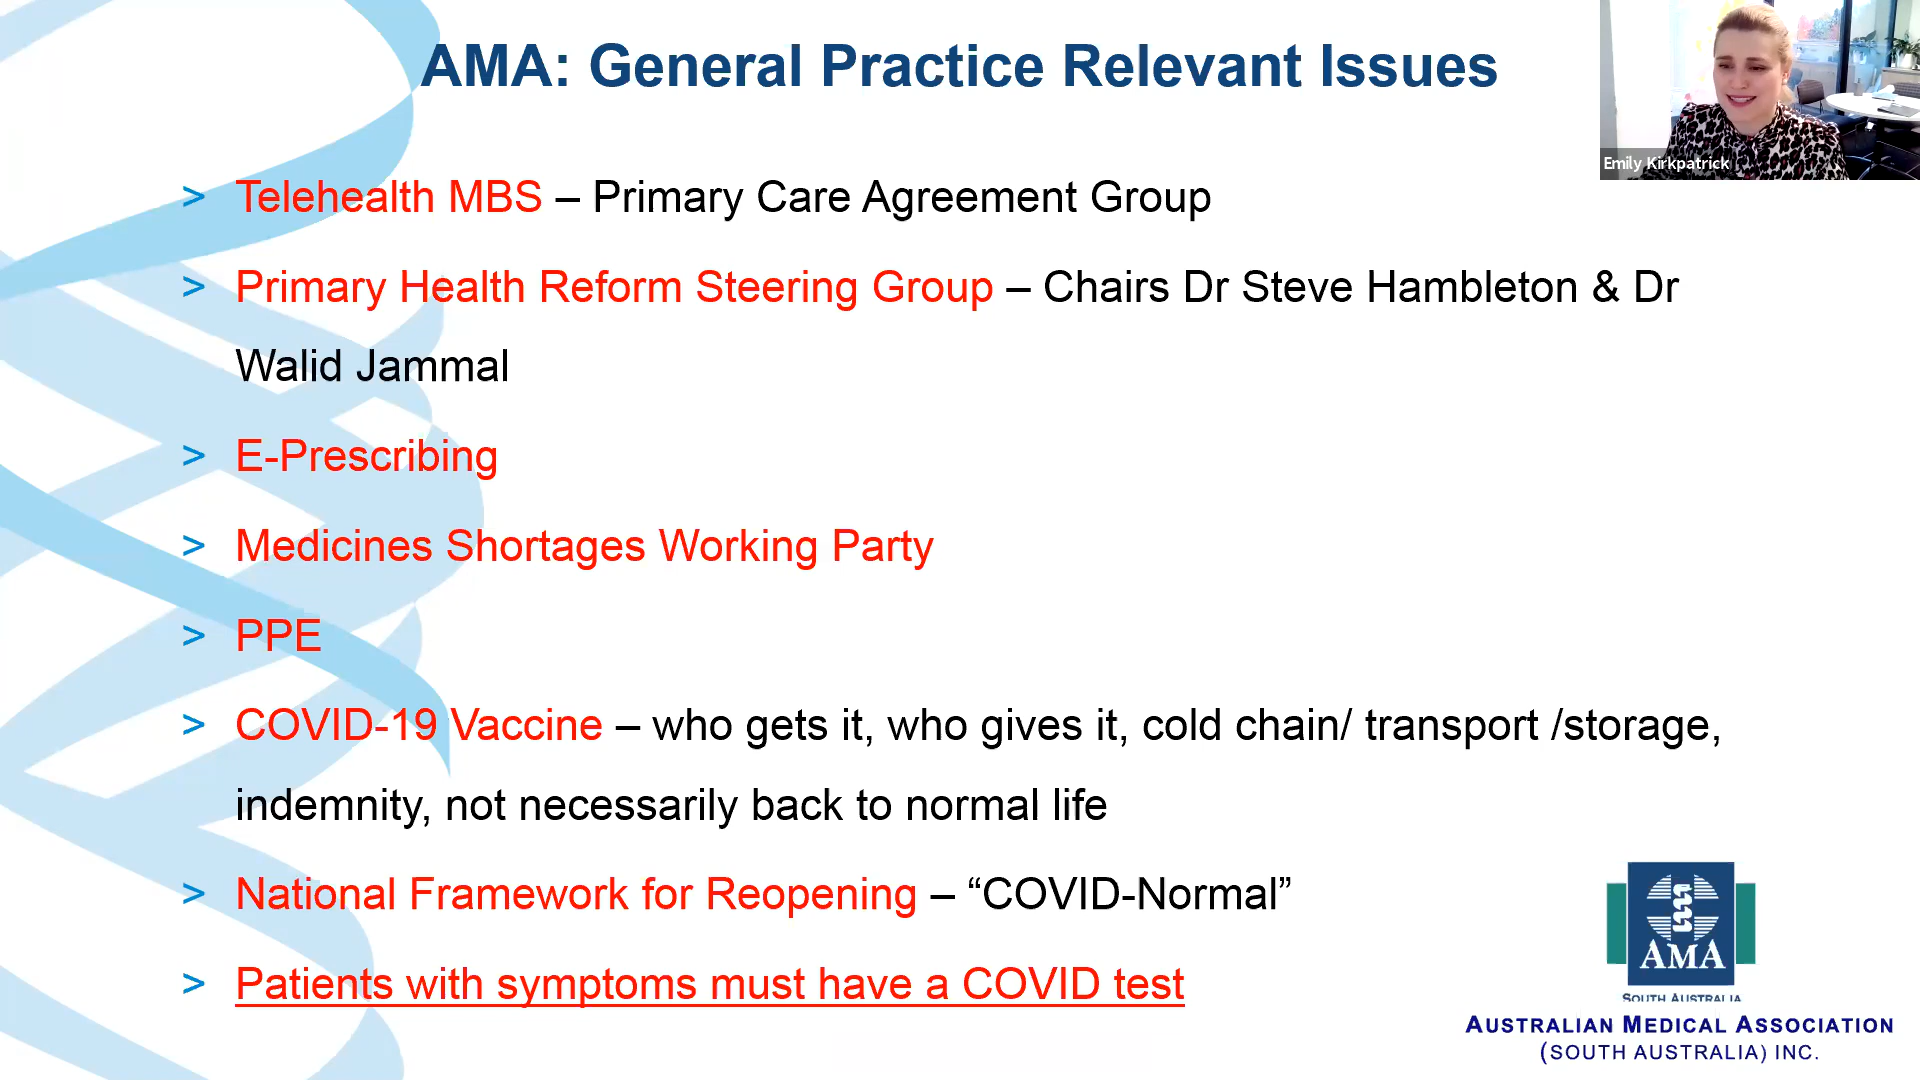 AMA: General Practice Relevant Issues
Emily Kirkpatrick
> Telehealth MBS – Primary Care Agreement Group
> Primary Health Reform Steering Group – Chairs Dr Steve Hambleton & Dr
Walid Jammal
> E-Prescribing
> Medicines Shortages Working Party
> PPE
> COVID-19 Vaccine – who gets it, who gives it, cold chain/ transport /storage,
indemnity, not necessarily back to normal life
> National Framework for Reopening – “COVID-Normal”
> Patients with symptoms must have a COVID test
AMA
SOUTH AUSTRALIA
AUSTRALIAN MEDICAL ASSOCIATION
(SOUTH AUSTRALIA) INC.